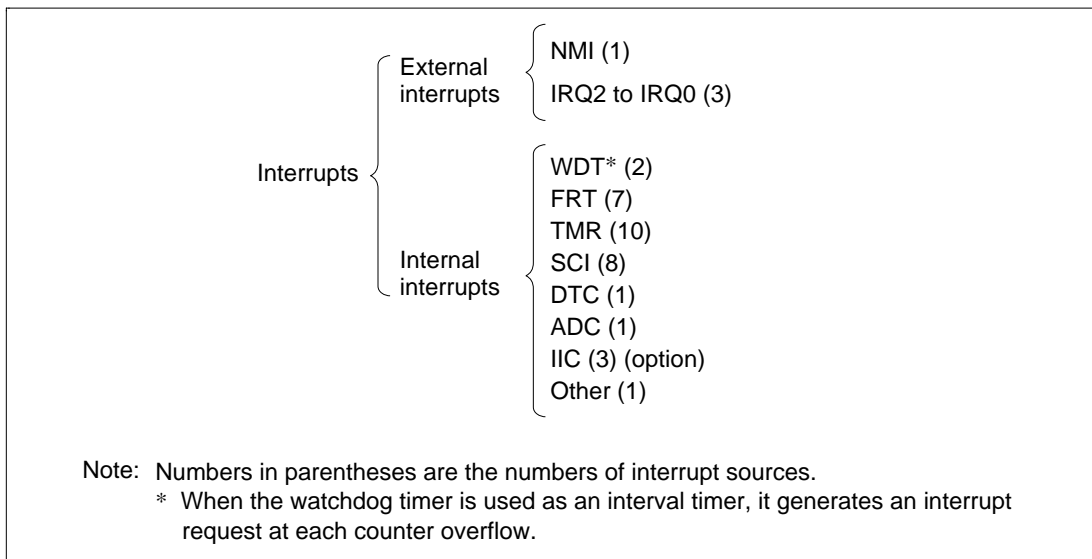 Interrupts
External
interrupts
NMI (1)
IRQ2 to IRQ0 (3)
Internal
interrupts
WDT* (2)
FRT (7)
TMR (10)
SCI (8)
DTC (1)
ADC (1)
IIC (3) (option)
Other (1)
Note: Numbers in parentheses are the numbers of interrupt sources.
* When the watchdog timer is used as an interval timer, it generates an interrupt
request at each counter overflow.